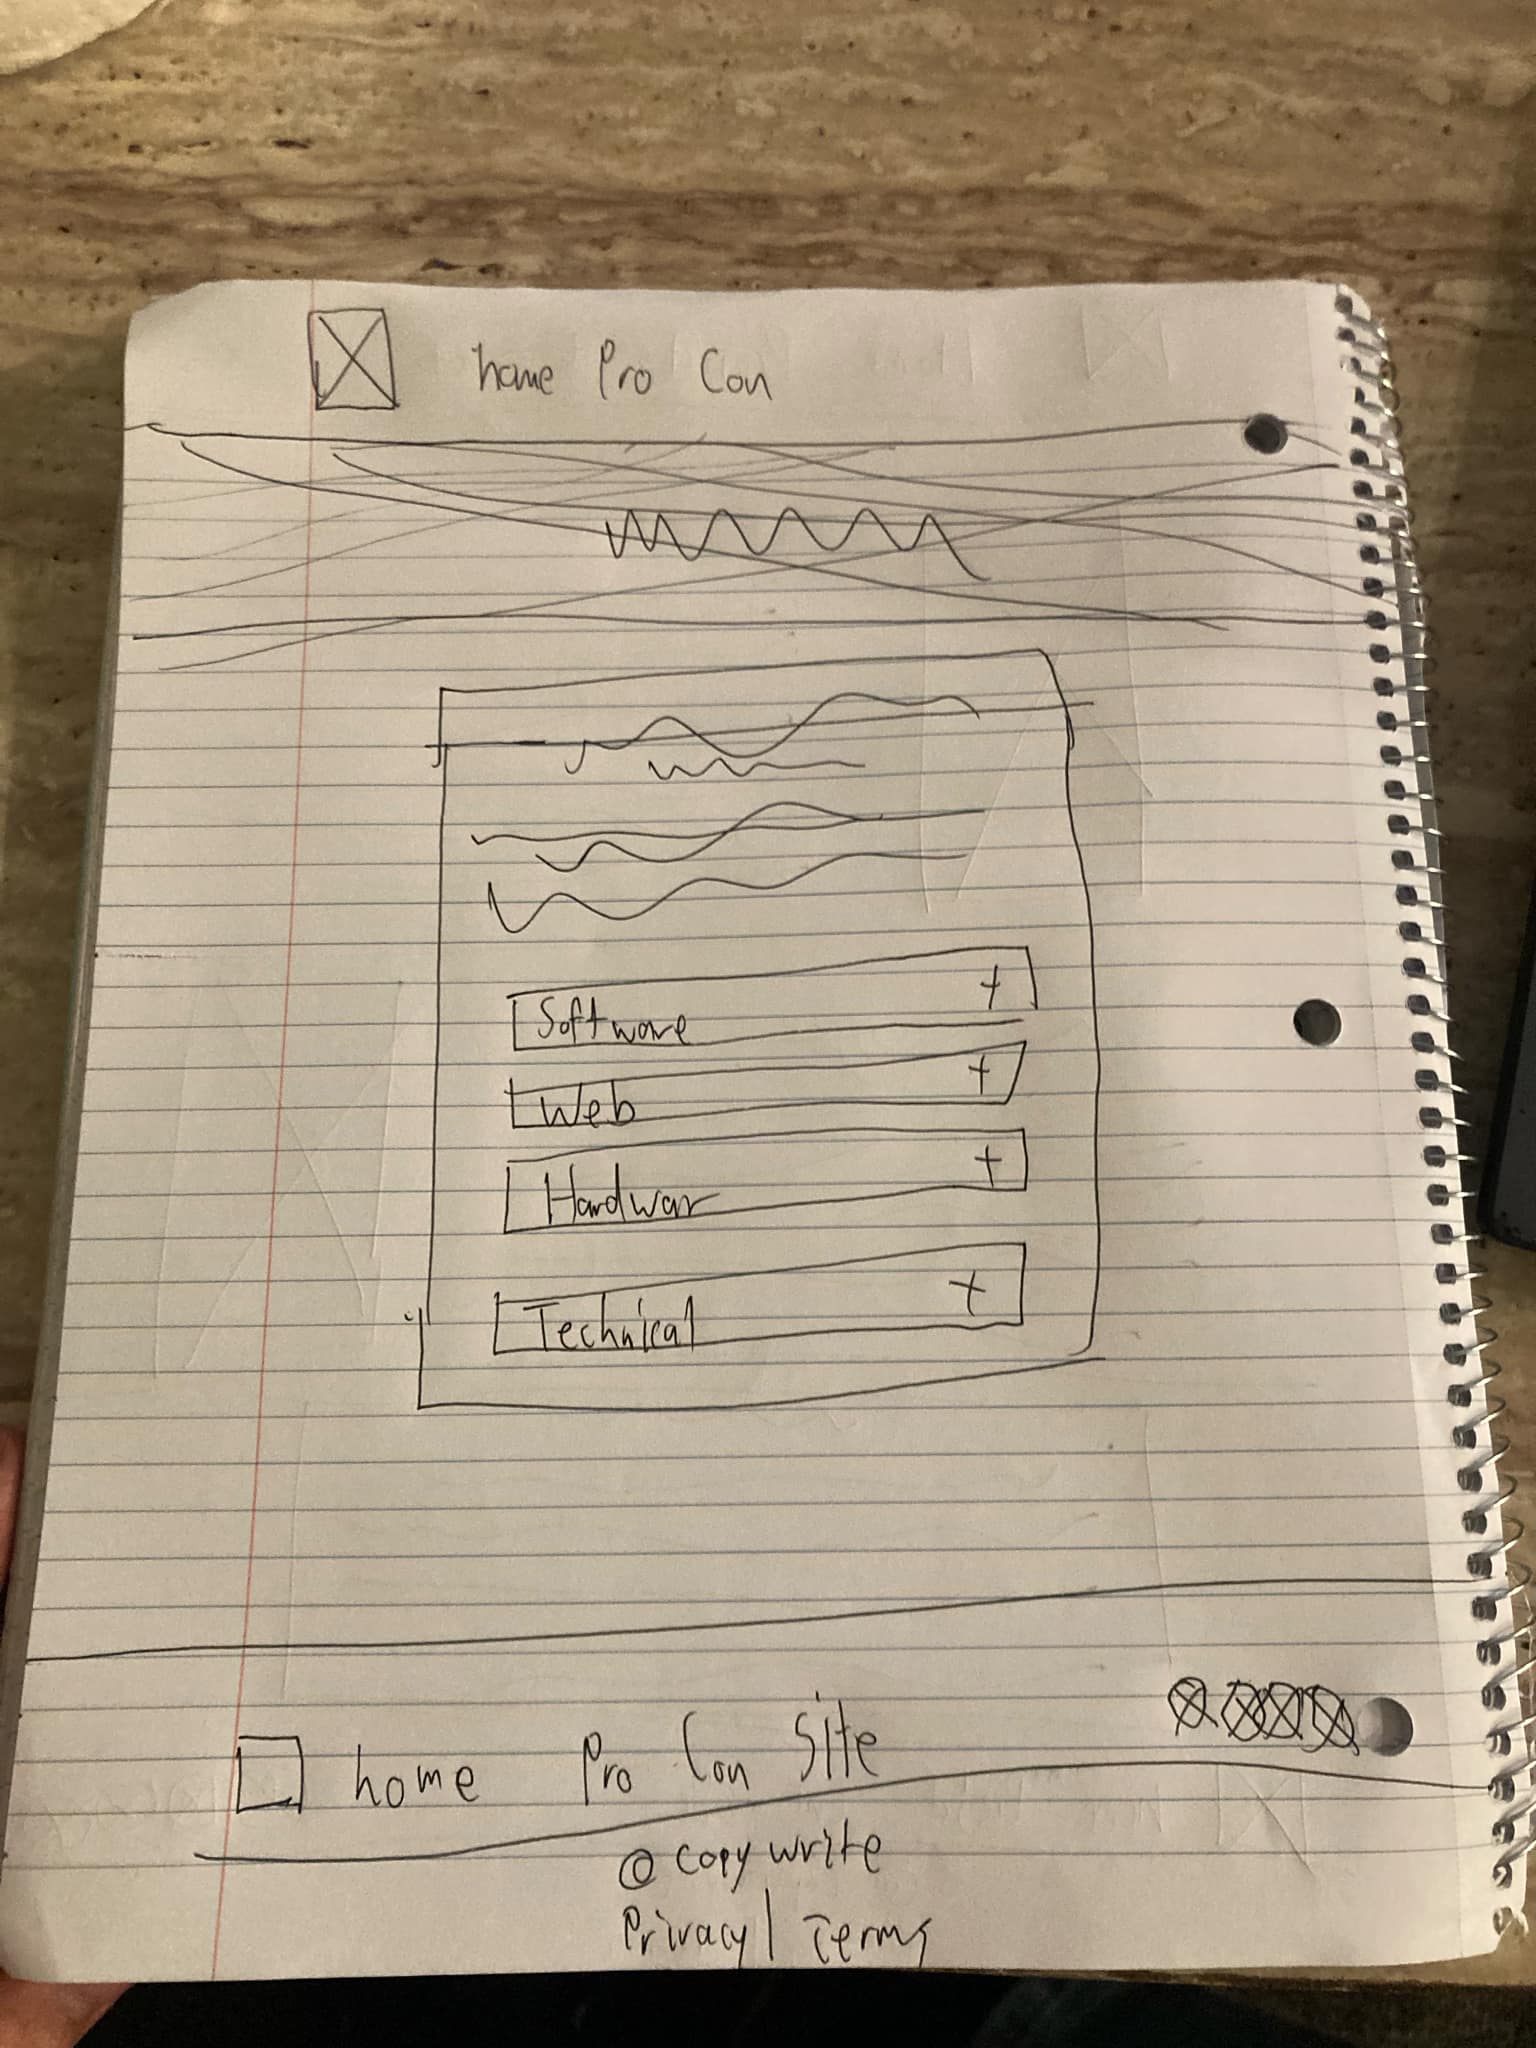 home Pro Con
Software +
Web +
Hardwar +
Technical +
home Pro Con Site
@ copy write
Privacy | Terms